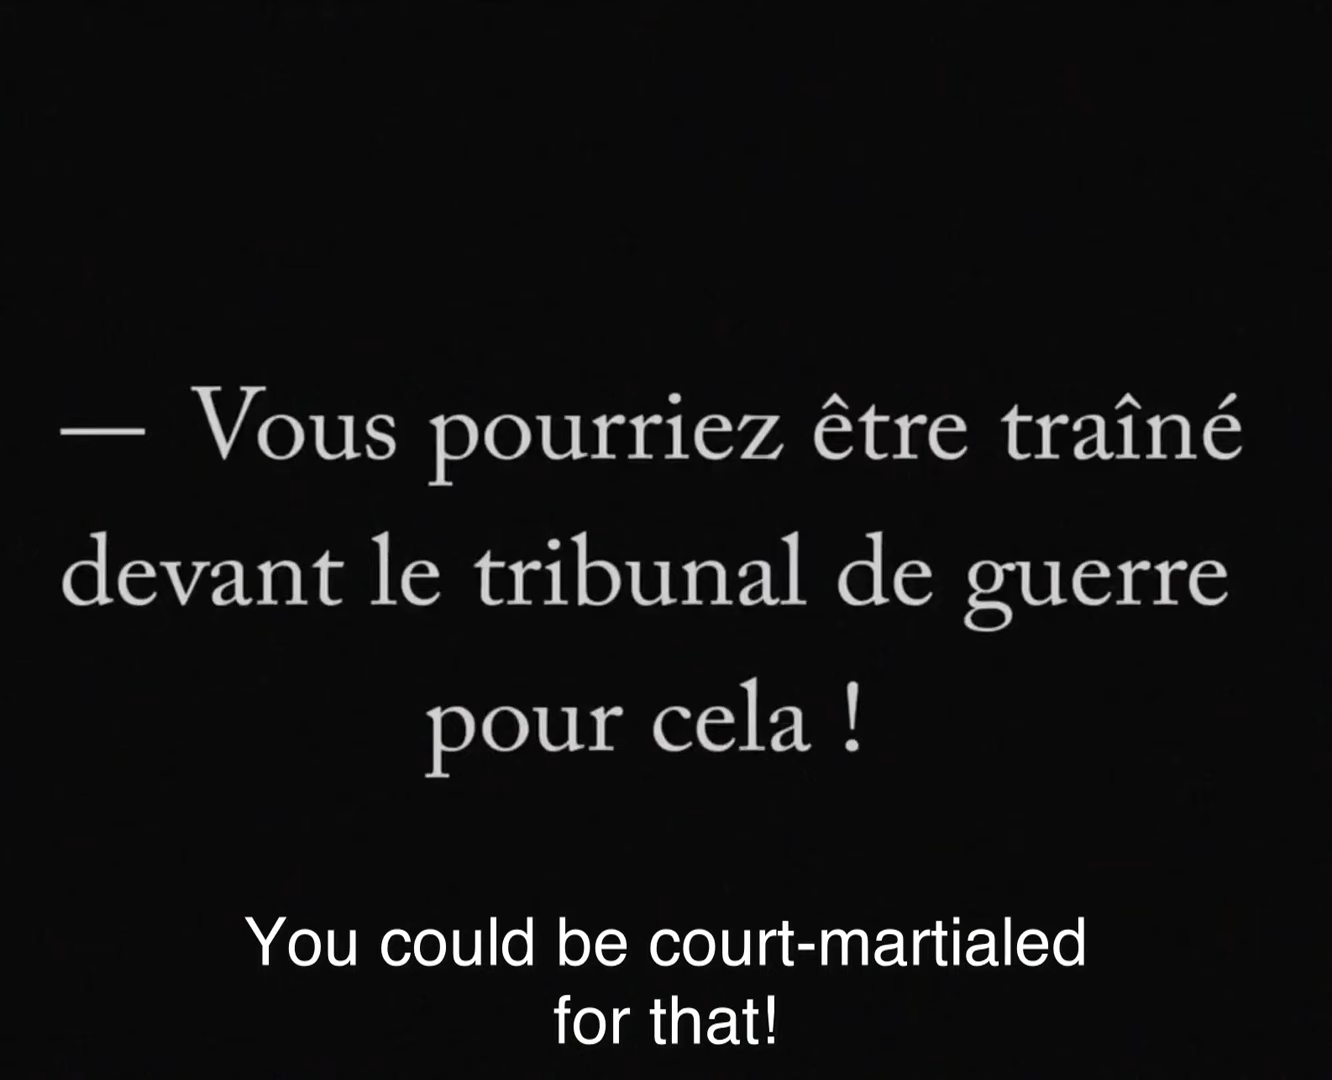 — Vous pourriez être traîné
devant le tribunal de guerre
pour cela !
You could be court-martialed
for that!